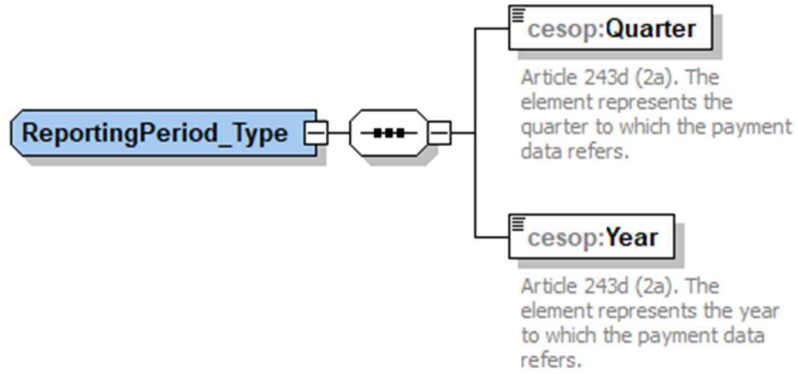 cesop:Quarter
Article 243d (2a). The
element represents the
quarter to which the payment
data refers.
ReportingPeriod_Type
cesop:Year
Article 243d (2a). The
element represents the year
to which the payment data
refers.